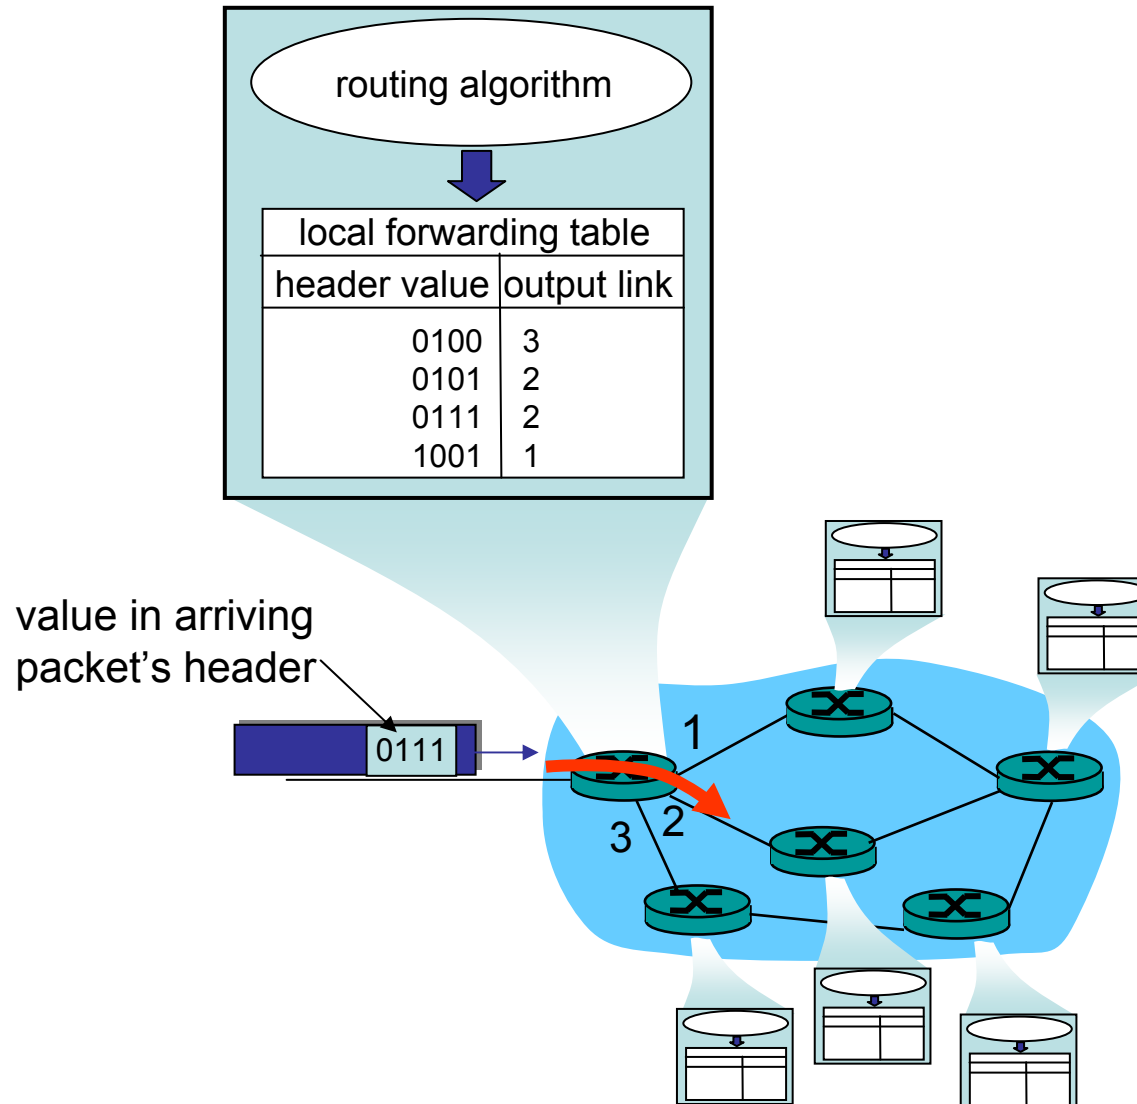 routing algorithm
local forwarding table
header value output link
0100 3
0101 2
0111 2
1001 1
value in arriving
packet's header
0111
1
2
3